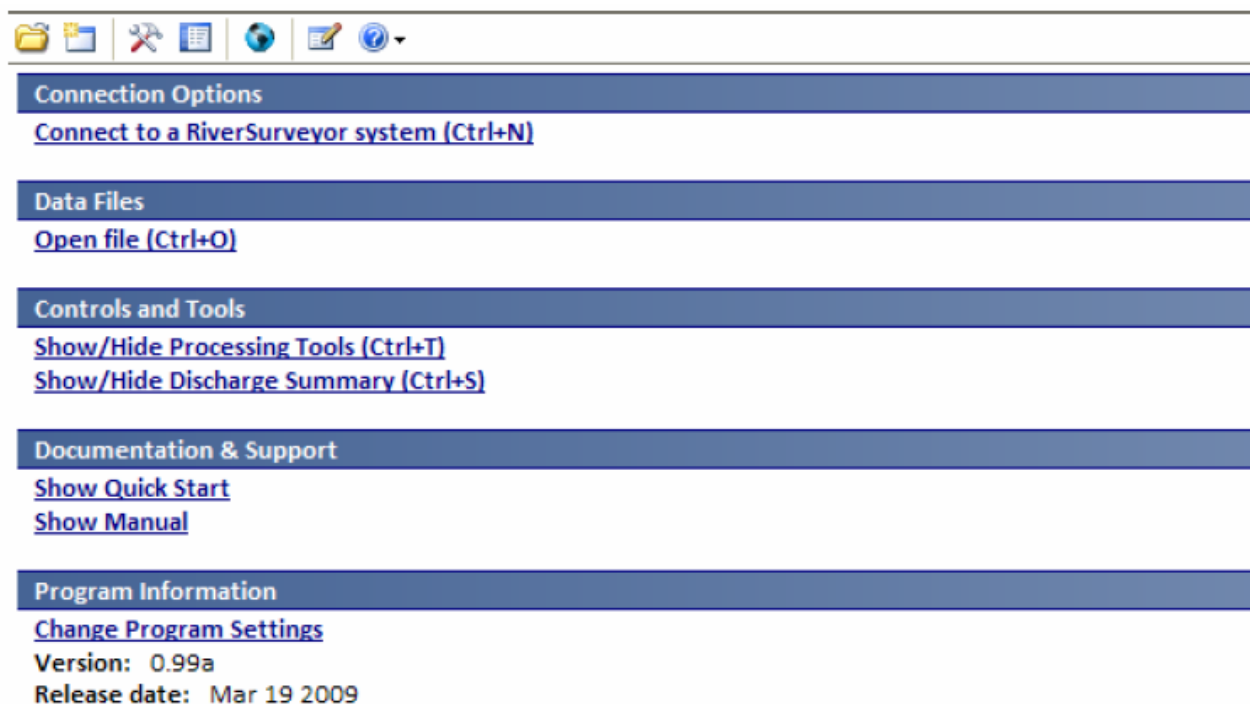 Connection Options
Connect to a RiverSurveyor system (Ctrl+N)
Data Files
Open file (Ctrl+O)
Controls and Tools
Show/Hide Processing Tools (Ctrl+T)
Show/Hide Discharge Summary (Ctrl+S)
Documentation & Support
Show Quick Start
Show Manual
Program Information
Change Program Settings
Version: 0.99a
Release date: Mar 19 2009